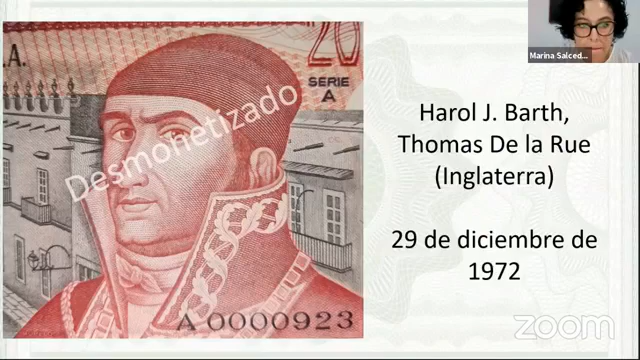 .A.
20
SERIE
A
Desmonetizado
A 0000923
Marina Salced...
Harol J. Barth,
Thomas De la Rue
(Inglaterra)
29 de diciembre de
1972
zoom